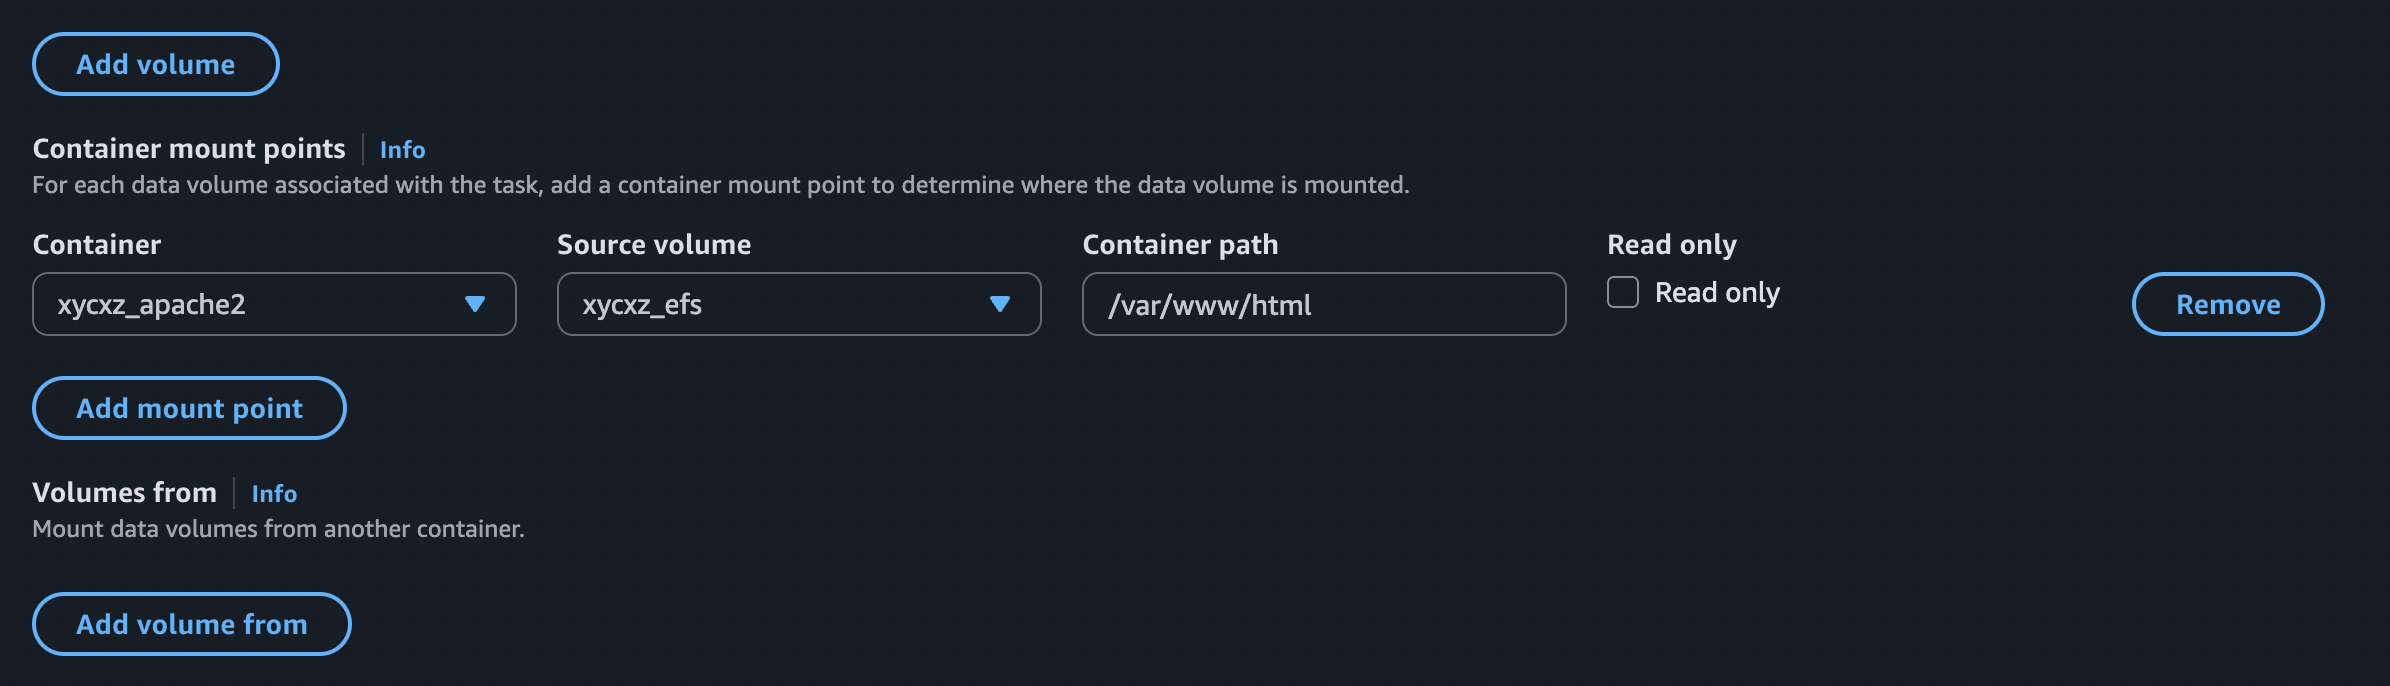 Add volume
Container mount points Info
For each data volume associated with the task, add a container mount point to determine where the data volume is mounted.
Container Source volume Container path Read only
xycxz_apache2 xycxz_efs /var/www/html Read only Remove
Add mount point
Volumes from Info
Mount data volumes from another container.
Add volume from